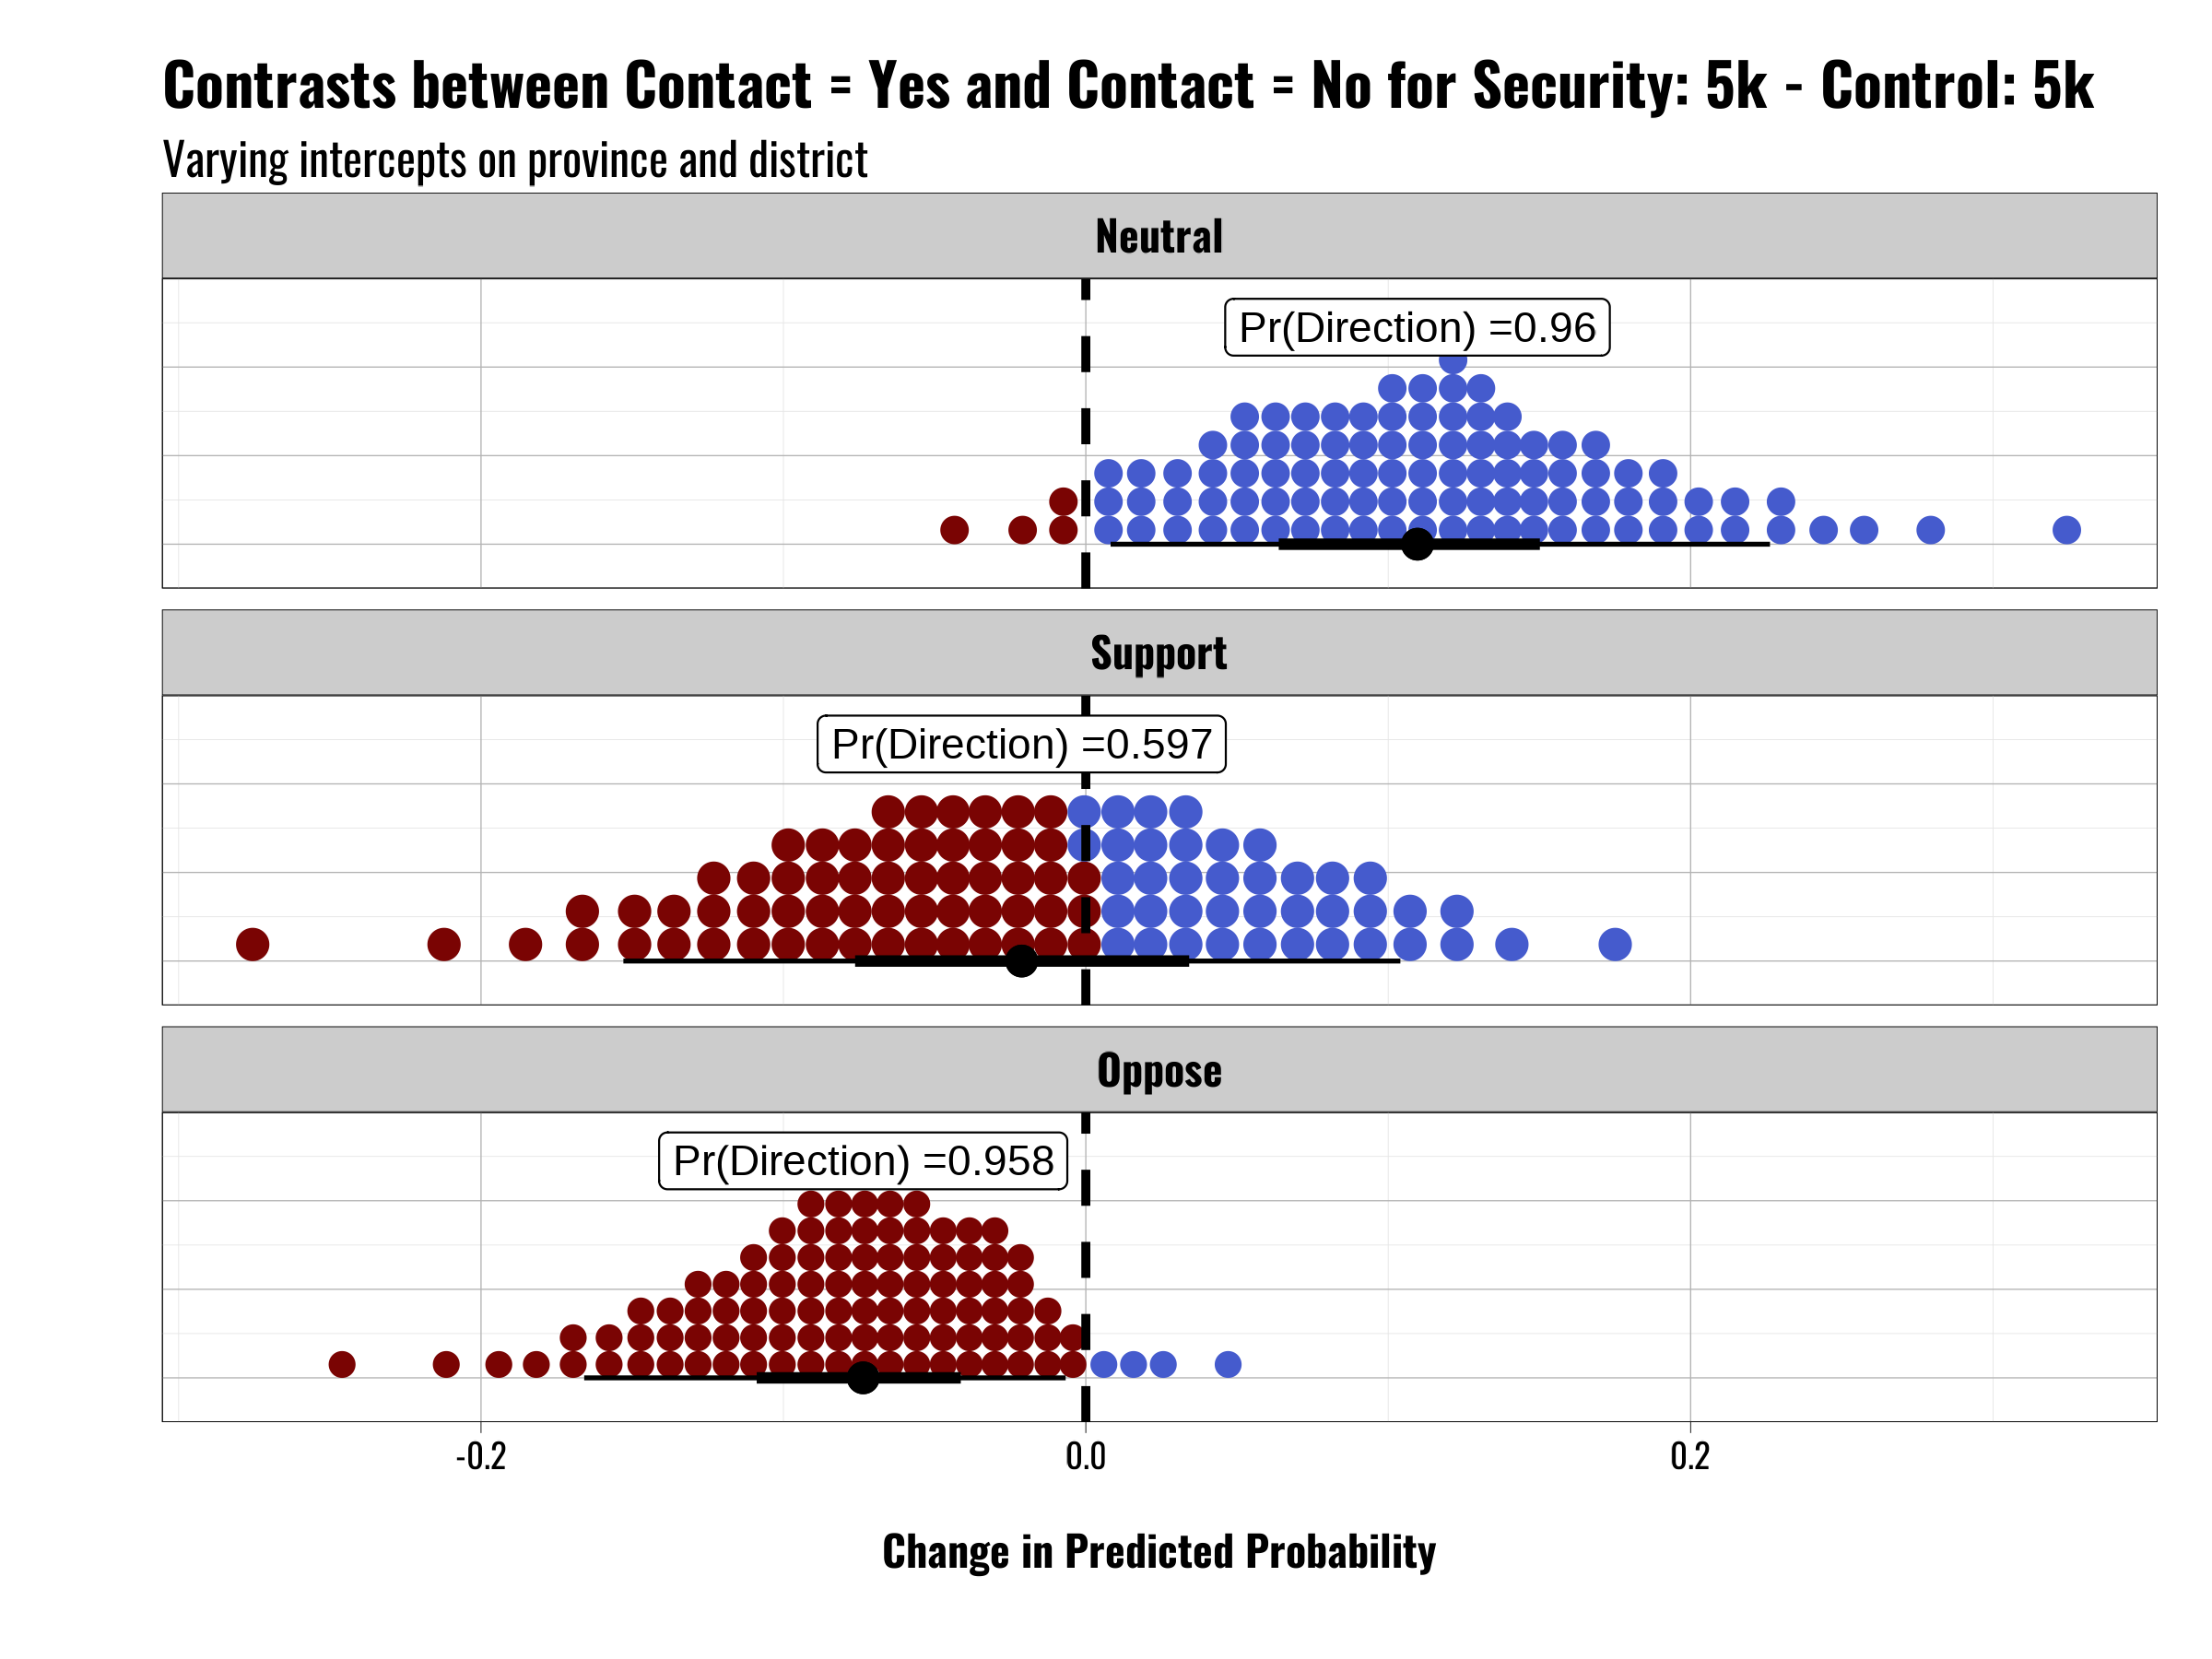 Contrasts between Contact = Yes and Contact = No for Security: 5k - Control: 5k
Varying intercepts on province and district
Neutral
Pr(Direction) =0.96
Support
Pr(Direction) =0.597
Oppose
Pr(Direction) =0.958
-0.2 0.0 0.2
Change in Predicted Probability